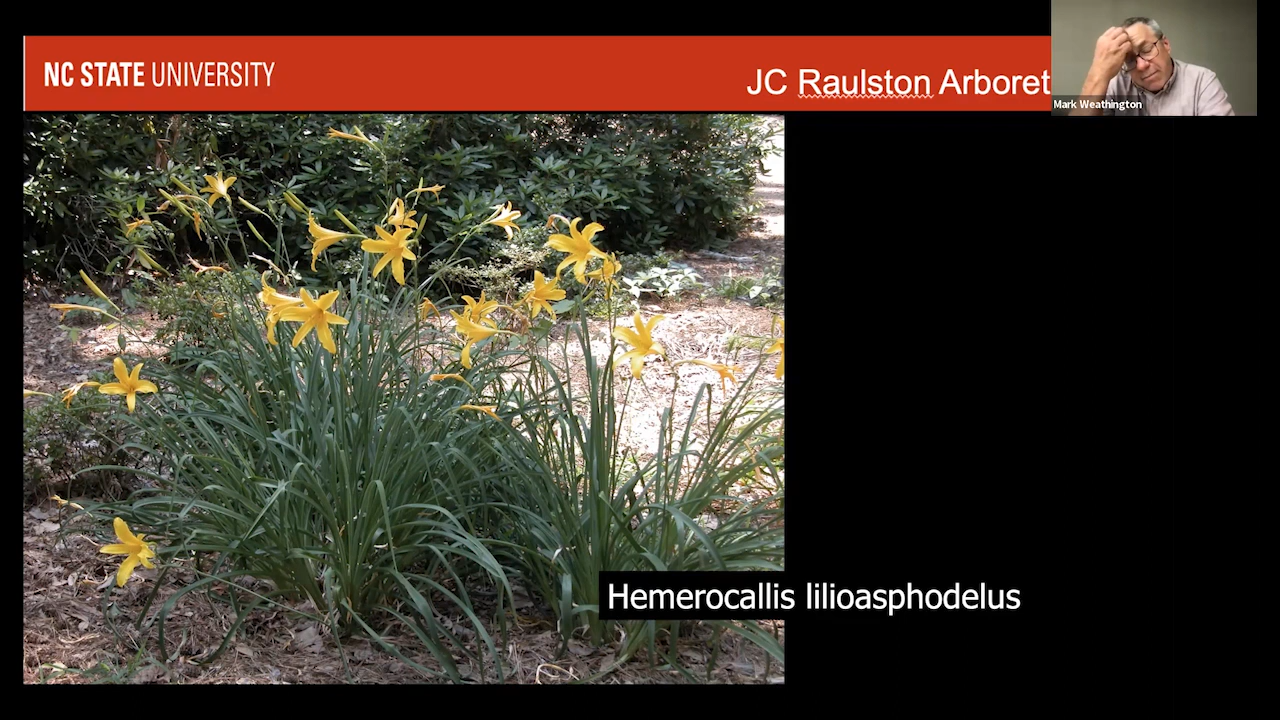 NC STATE UNIVERSITY
JC Raulston Arboret
Mark Weathington
Hemerocallis lilioasphodelus